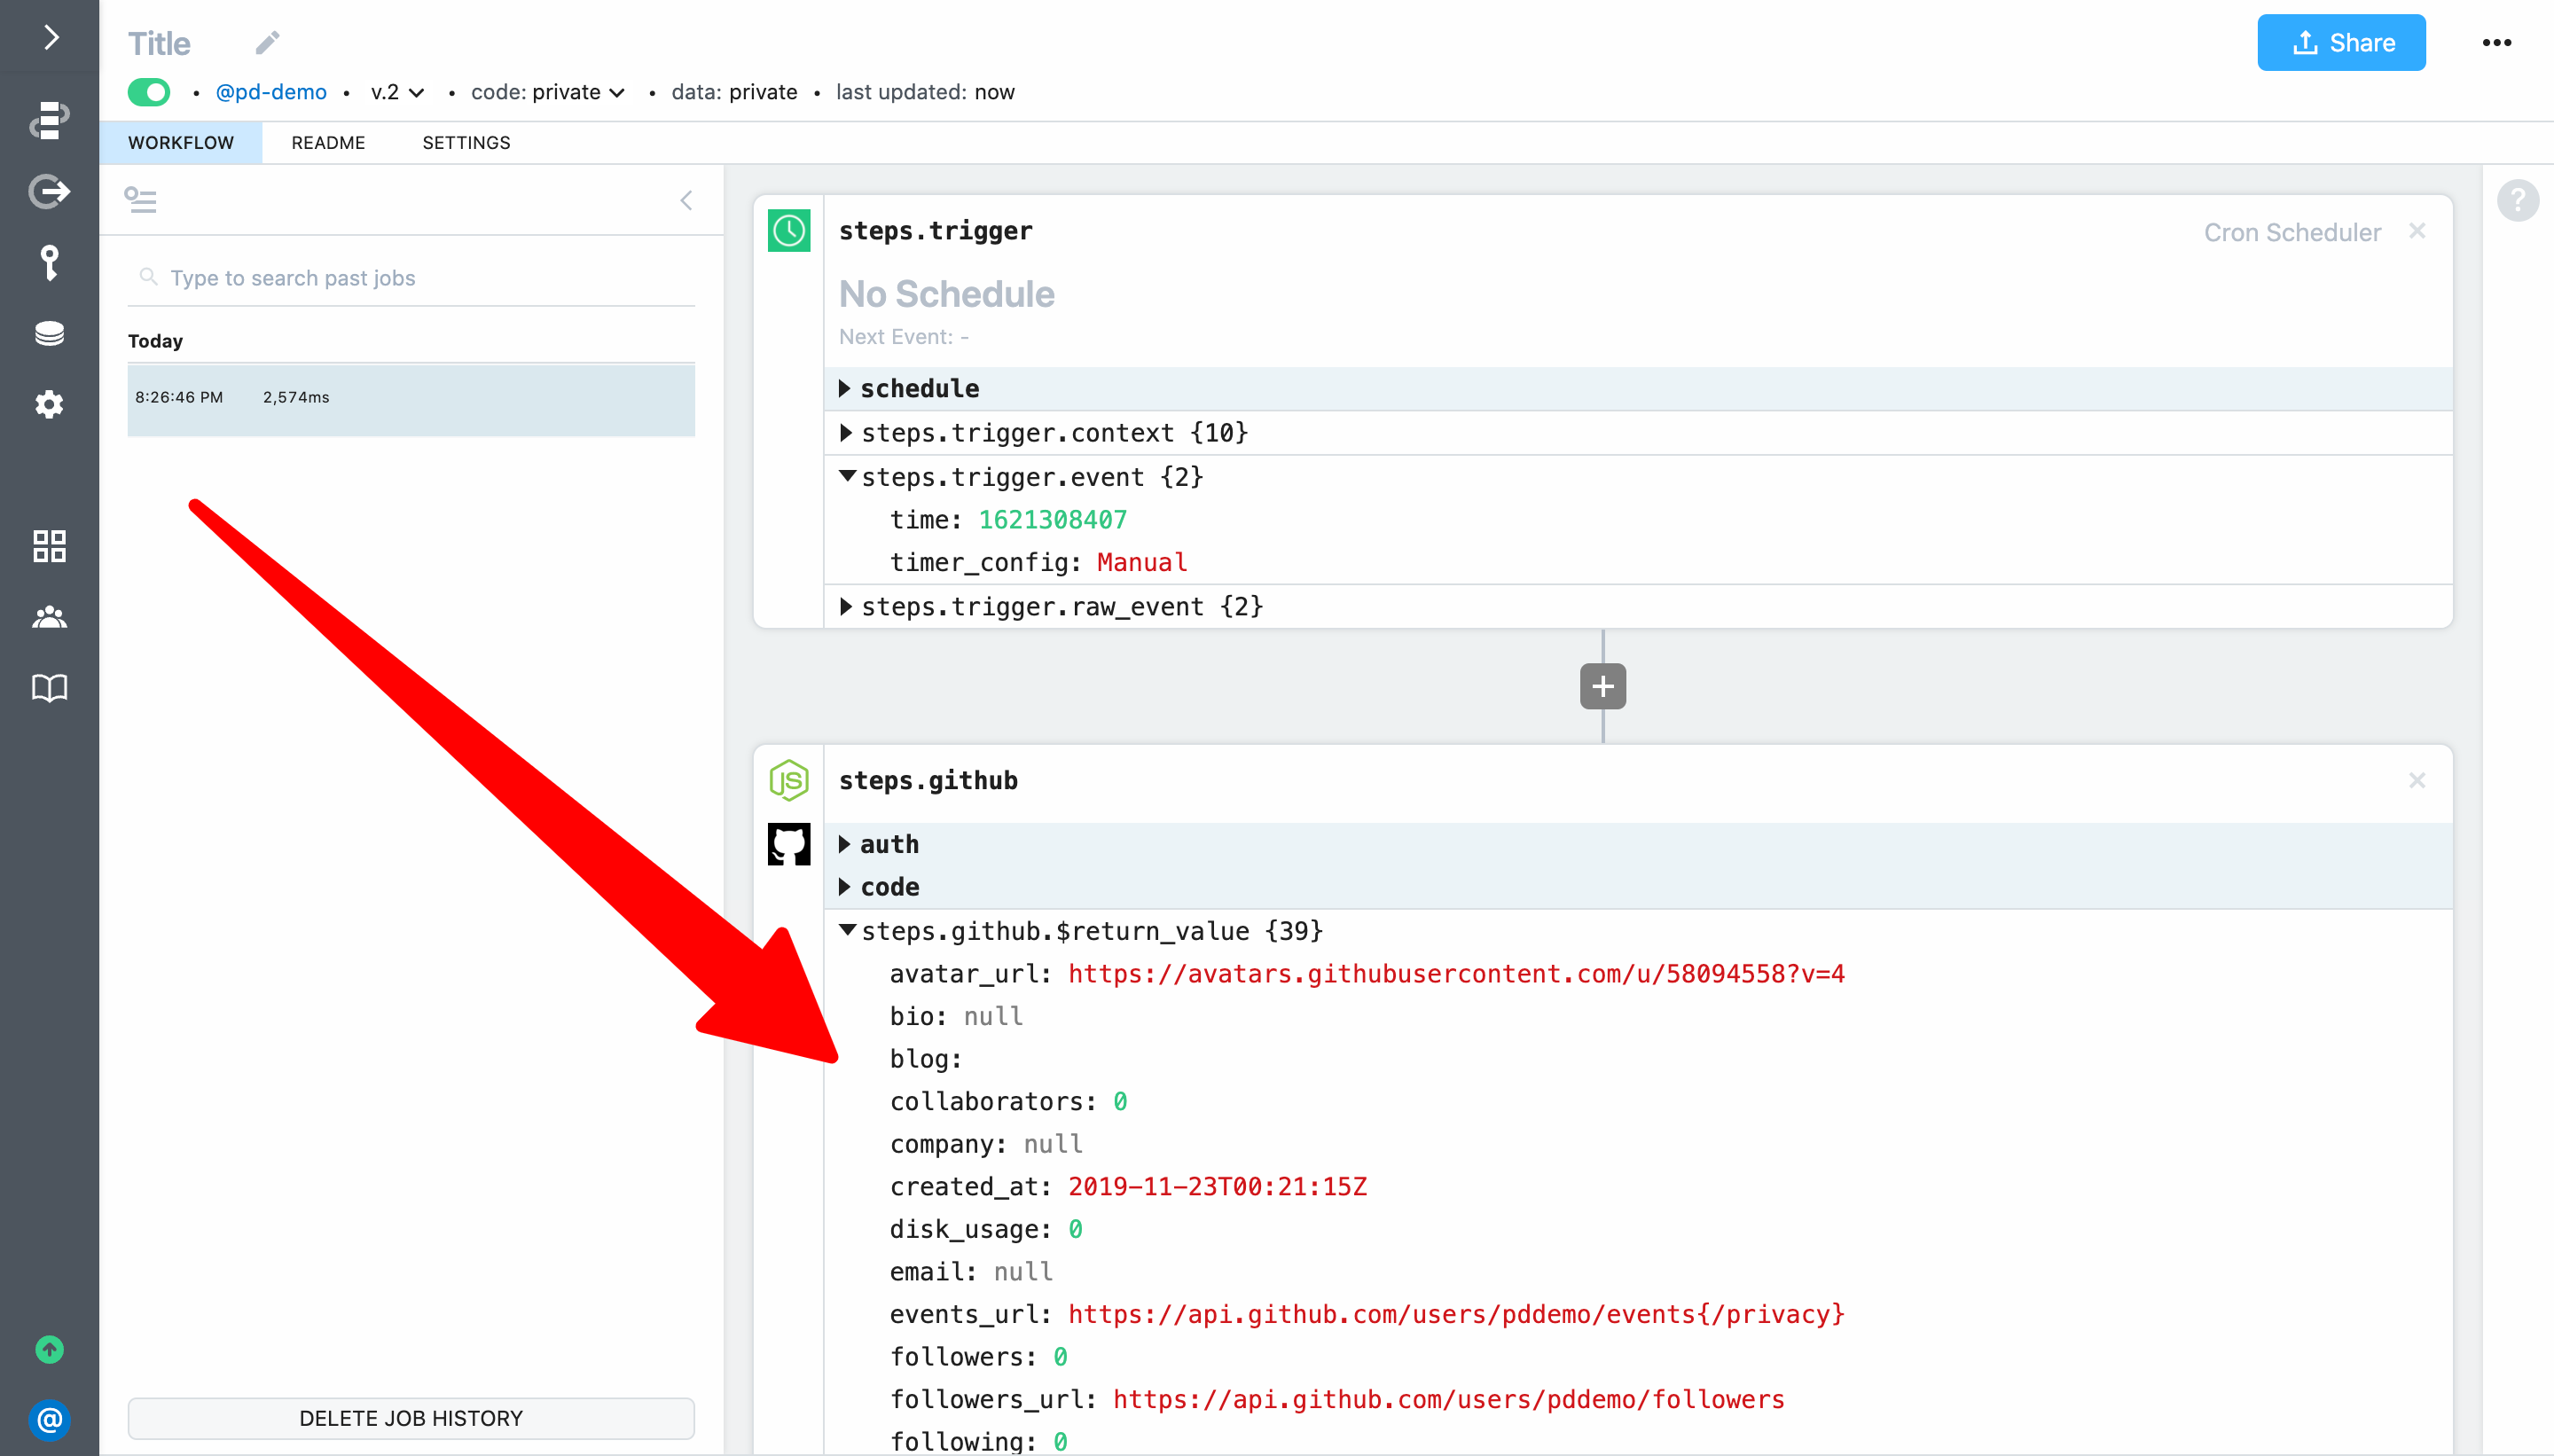 Title
Share
@pd-demo • v.2 • code: private • data: private • last updated: now
WORKFLOW README SETTINGS
Type to search past jobs
Today
8:26:46 PM 2,574ms
DELETE JOB HISTORY
steps.trigger
Cron Scheduler
No Schedule
Next Event: -
schedule
steps.trigger.context {10}
steps.trigger.event {2}
time: 1621308407
timer_config: Manual
steps.trigger.raw_event {2}
JS
steps.github
auth
code
steps.github.$return_value {39}
avatar_url: https://avatars.githubusercontent.com/u/58094558?v=4
bio: null
blog:
collaborators: 0
company: null
created_at: 2019-11-23T00:21:15Z
disk_usage: 0
email: null
events_url: https://api.github.com/users/pddemo/events{/privacy}
followers: 0
followers_url: https://api.github.com/users/pddemo/followers
following: 0